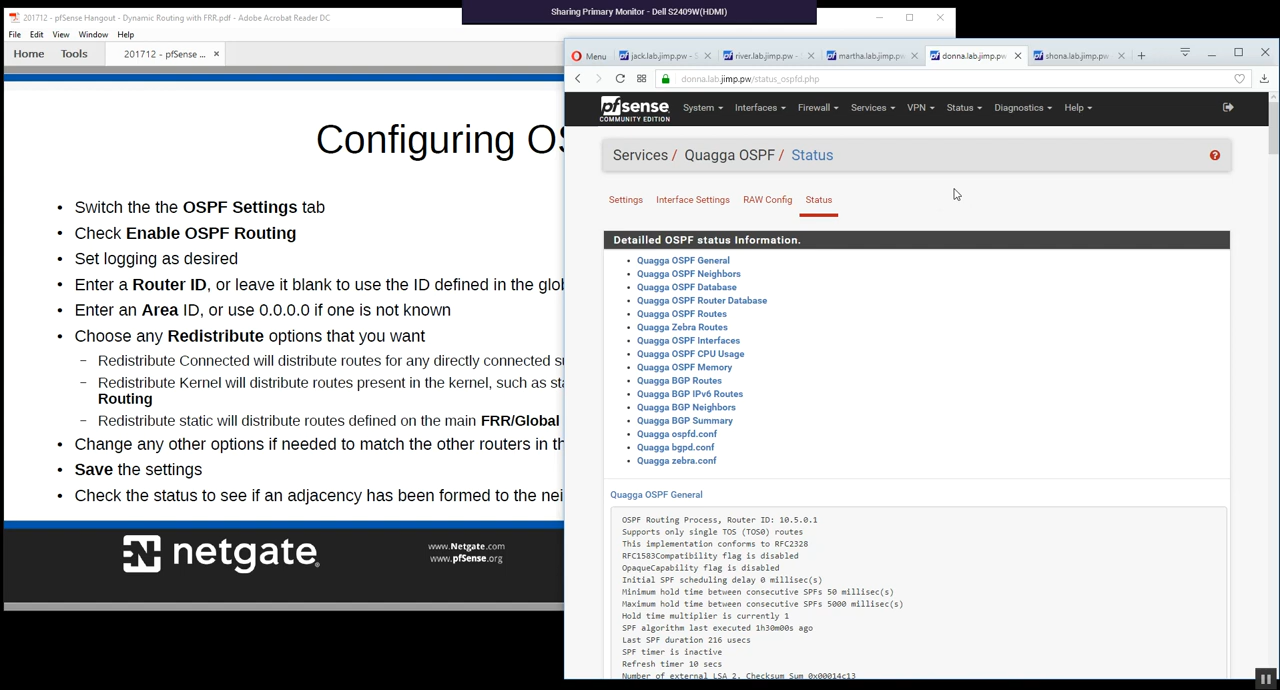 Sharing Primary Monitor - Dell S2409W(HDMI)
201712 - pfSense Hangout - Dynamic Routing with FRR.pdf - Adobe Acrobat Reader DC
File Edit View Window Help
Home Tools 201712 - pfSense ... ×
Configuring OS
• Switch the the OSPF Settings tab
• Check Enable OSPF Routing
• Set logging as desired
• Enter a Router ID, or leave it blank to use the ID defined in the glob
• Enter an Area ID, or use 0.0.0.0 if one is not known
• Choose any Redistribute options that you want
– Redistribute Connected will distribute routes for any directly connected su
– Redistribute Kernel will distribute routes present in the kernel, such as sta
Routing
– Redistribute static will distribute routes defined on the main FRR/Global
• Change any other options if needed to match the other routers in th
• Save the settings
• Check the status to see if an adjacency has been formed to the nei
netgate®
www.Netgate.com
www.pfSense.org
Menu jack.lab.jimp.pw - S river.lab.jimp.pw - martha.lab.jimp.pw donna.lab.jimp.pw shona.lab.jimp.pw
donna.lab.jimp.pw/status_ospfd.php
pfsense COMMUNITY EDITION System Interfaces Firewall Services VPN Status Diagnostics Help
Services / Quagga OSPF / Status
Settings Interface Settings RAW Config Status
Detailled OSPF status Information.
• Quagga OSPF General
• Quagga OSPF Neighbors
• Quagga OSPF Database
• Quagga OSPF Router Database
• Quagga OSPF Routes
• Quagga Zebra Routes
• Quagga OSPF Interfaces
• Quagga OSPF CPU Usage
• Quagga OSPF Memory
• Quagga BGP Routes
• Quagga BGP IPv6 Routes
• Quagga BGP Neighbors
• Quagga BGP Summary
• Quagga ospfd.conf
• Quagga bgpd.conf
• Quagga zebra.conf
Quagga OSPF General
OSPF Routing Process, Router ID: 10.5.0.1
Supports only single TOS (TOS0) routes
This implementation conforms to RFC2328
RFC1583Compatibility flag is disabled
OpaqueCapability flag is disabled
Initial SPF scheduling delay 0 millisec(s)
Minimum hold time between consecutive SPFs 50 millisec(s)
Maximum hold time between consecutive SPFs 5000 millisec(s)
Hold time multiplier is currently 1
SPF algorithm last executed 1h30m00s ago
Last SPF duration 216 usecs
SPF timer is inactive
Refresh timer 10 secs
Number of external LSA 2. Checksum Sum 0x00014c13